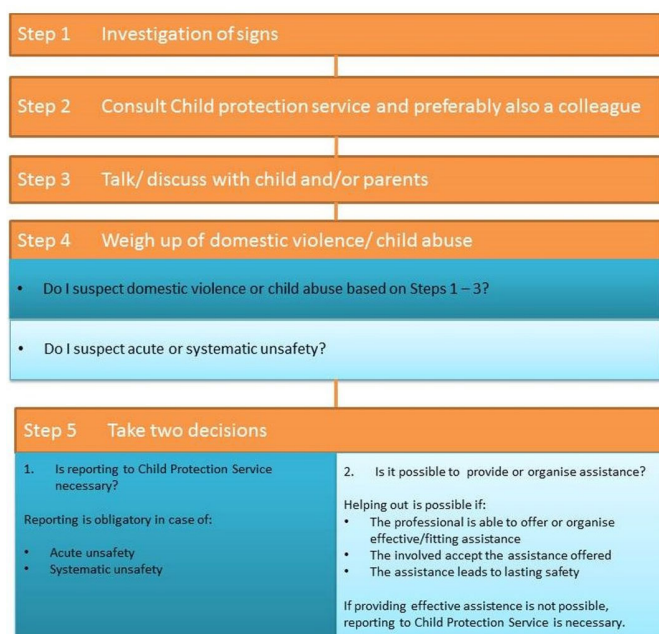 Step 1 Investigation of signs
Step 2 Consult Child protection service and preferably also a colleague
Step 3 Talk/ discuss with child and/or parents
Step 4 Weigh up of domestic violence/ child abuse
• Do I suspect domestic violence or child abuse based on Steps 1 – 3?
• Do I suspect acute or systematic unsafety?
Step 5 Take two decisions
1. Is reporting to Child Protection Service
necessary?
Reporting is obligatory in case of:
• Acute unsafety
• Systematic unsafety
2. Is it possible to provide or organise assistance?
Helping out is possible if:
• The professional is able to offer or organise
effective/fitting assistance
• The involved accept the assistance offered
• The assistance leads to lasting safety
If providing effective assistence is not possible,
reporting to Child Protection Service is necessary.